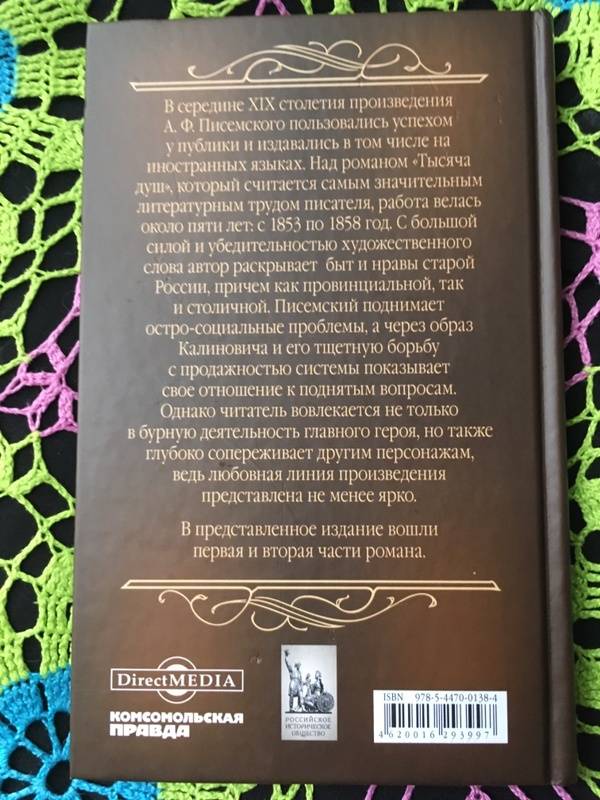 В середине XIX столетия произведения
А. Ф. Писемского пользовались успехом
у публики и издавались в том числе на
иностранных языках. Над романом «Тысяча
душ», который считается самым значительным
литературным трудом писателя, работа велась
около пяти лет: с 1853 по 1858 год. С большой
силой и убедительностью художественного
слова автор раскрывает быт и нравы старой
России, причем как провинциальной, так
и столичной. Писемский поднимает
остро-социальные проблемы, а через образ
Калиновича и его тщетную борьбу
с продажностью системы показывает
свое отношение к поднятым вопросам.
Однако читатель вовлекается не только
в бурную деятельность главного героя, но также
глубоко сопереживает другим персонажам,
ведь любовная линия произведения
представлена не менее ярко.
В представленное издание вошли
первая и вторая части романа.
DirectMEDIA
КОМСОМОЛЬСКАЯ
ПРАВДА
РОССИЙСКОЕ
ИСТОРИЧЕСКОЕ
ОБЩЕСТВО
ISBN 978-5-4470-0138-4
4620016293997